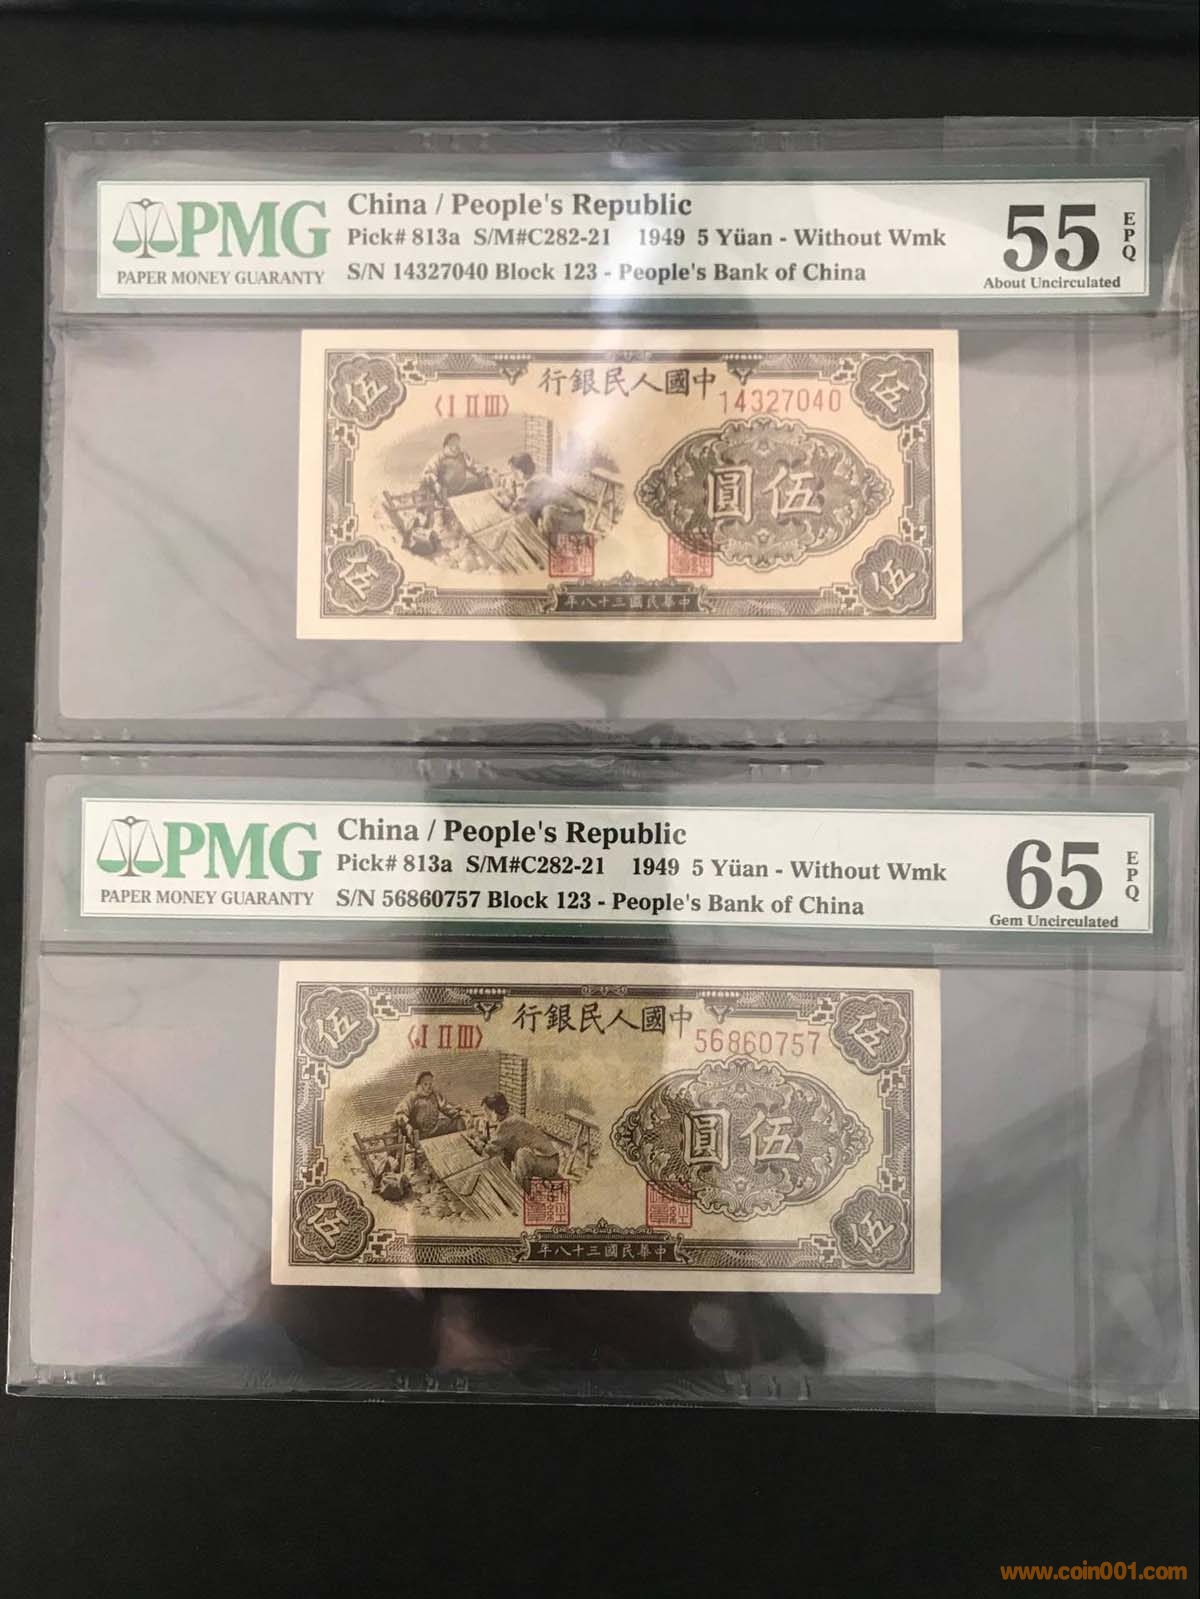 PMG
PAPER MONEY GUARANTY
China / People's Republic
Pick# 813a S/M#C282-21 1949 5 Yüan - Without Wmk
S/N 14327040 Block 123 - People's Bank of China
55
EPQ
About Uncirculated
伍
行銀民人國中
伍
〈Ⅰ Ⅱ Ⅲ〉
14327040
圓伍
伍
年八十三國民華中
伍
PMG
PAPER MONEY GUARANTY
China / People's Republic
Pick# 813a S/M#C282-21 1949 5 Yüan - Without Wmk
S/N 56860757 Block 123 - People's Bank of China
65
EPQ
Gem Uncirculated
伍
行銀民人國中
伍
〈Ⅰ Ⅱ Ⅲ〉
56860757
圓伍
伍
年八十三國民華中
伍
www.coin001.com